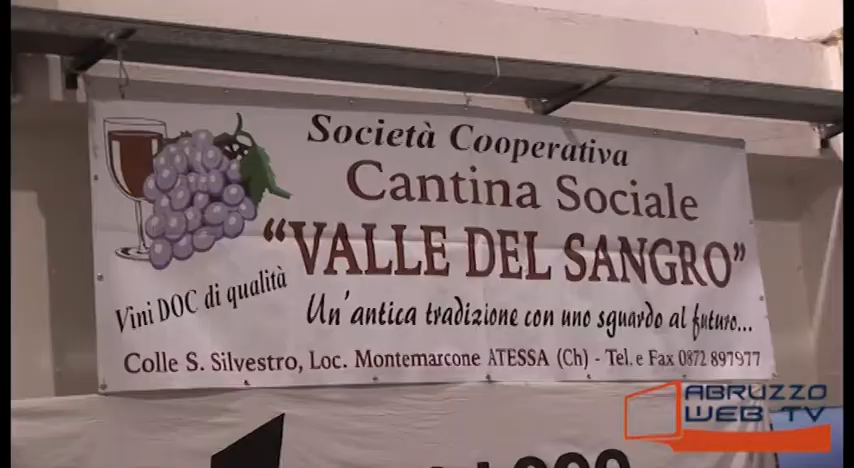 Società Cooperativa
Cantina Sociale
“VALLE DEL SANGRO”
Vini DOC di qualità
Un'antica tradizione con uno sguardo al futuro...
Colle S. Silvestro, Loc. Montemarcone ATESSA (Ch) - Tel. e Fax 0872 897977
ABRUZZO
WEB TV